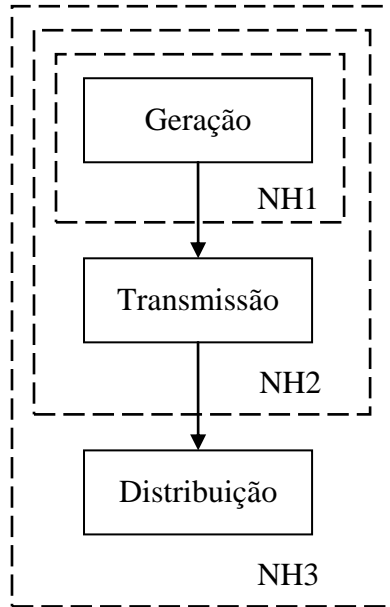 Geração
NH1
Transmissão
NH2
Distribuição
NH3